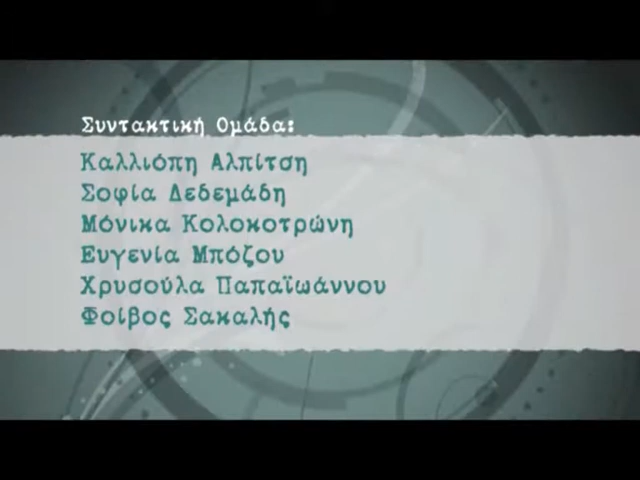 Συντακτική Ομάδα:
Καλλιόπη Αλπίτση
Σοφία Δεδεμάδη
Μόνικα Κολοκοτρώνη
Ευγενία Μπόζου
Χρυσούλα Παπαϊωάννου
Φοίβος Σακαλής